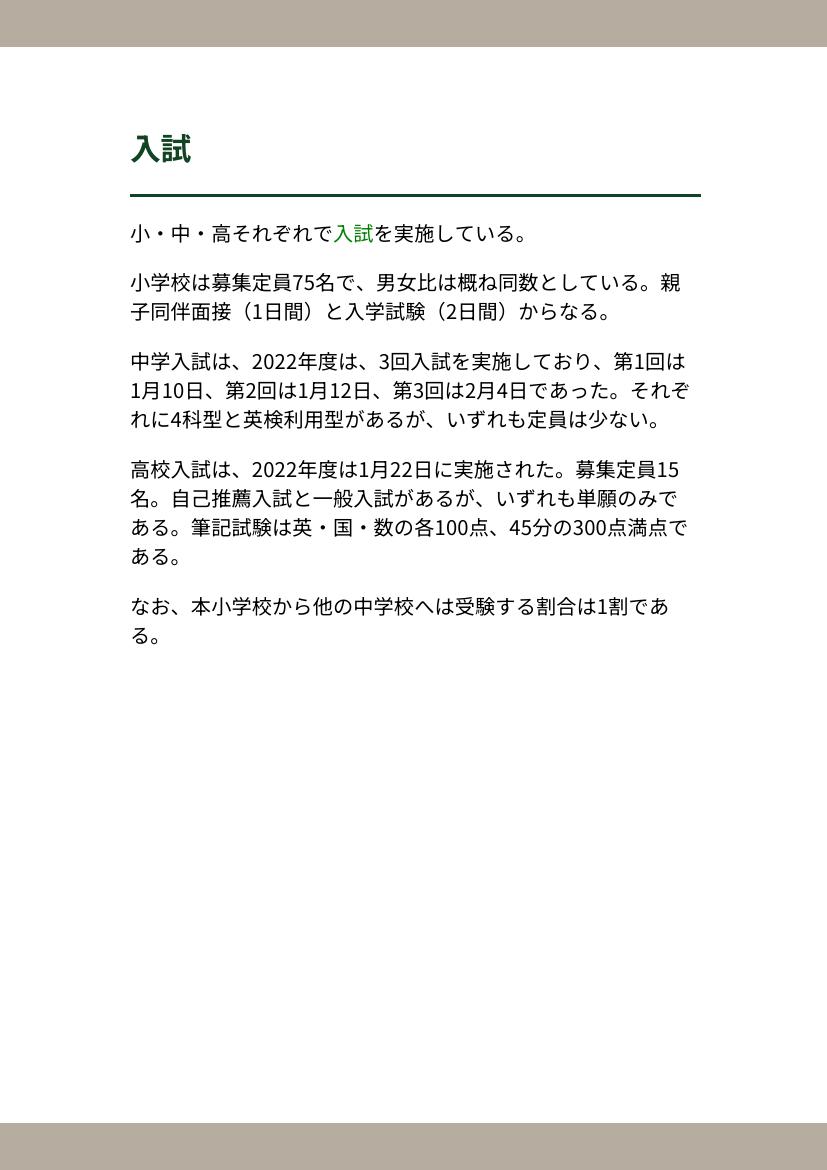 入試
小・中・高それぞれで入試を実施している。
小学校は募集定員75名で、男女比は概ね同数としている。親
子同伴面接（1日間）と入学試験（2日間）からなる。
中学入試は、2022年度は、3回入試を実施しており、第1回は
1月10日、第2回は1月12日、第3回は2月4日であった。それぞ
れに4科型と英検利用型があるが、いずれも定員は少ない。
高校入試は、2022年度は1月22日に実施された。募集定員15
名。自己推薦入試と一般入試があるが、いずれも単願のみで
ある。筆記試験は英・国・数の各100点、45分の300点満点で
ある。
なお、本小学校から他の中学校へは受験する割合は1割であ
る。